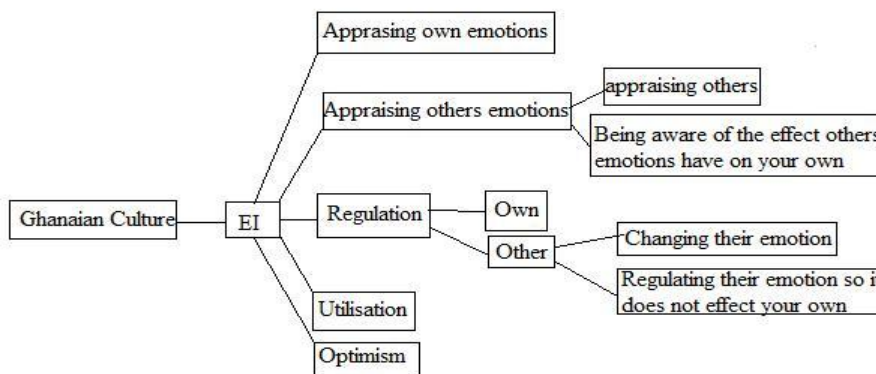 Apprasing own emotions
appraising others
Appraising others emotions
Being aware of the effect others
emotions have on your own
Ghanaian Culture
EI
Regulation
Own
Other
Changing their emotion
Regulating their emotion so i
does not effect your own
Utilisation
Optimism